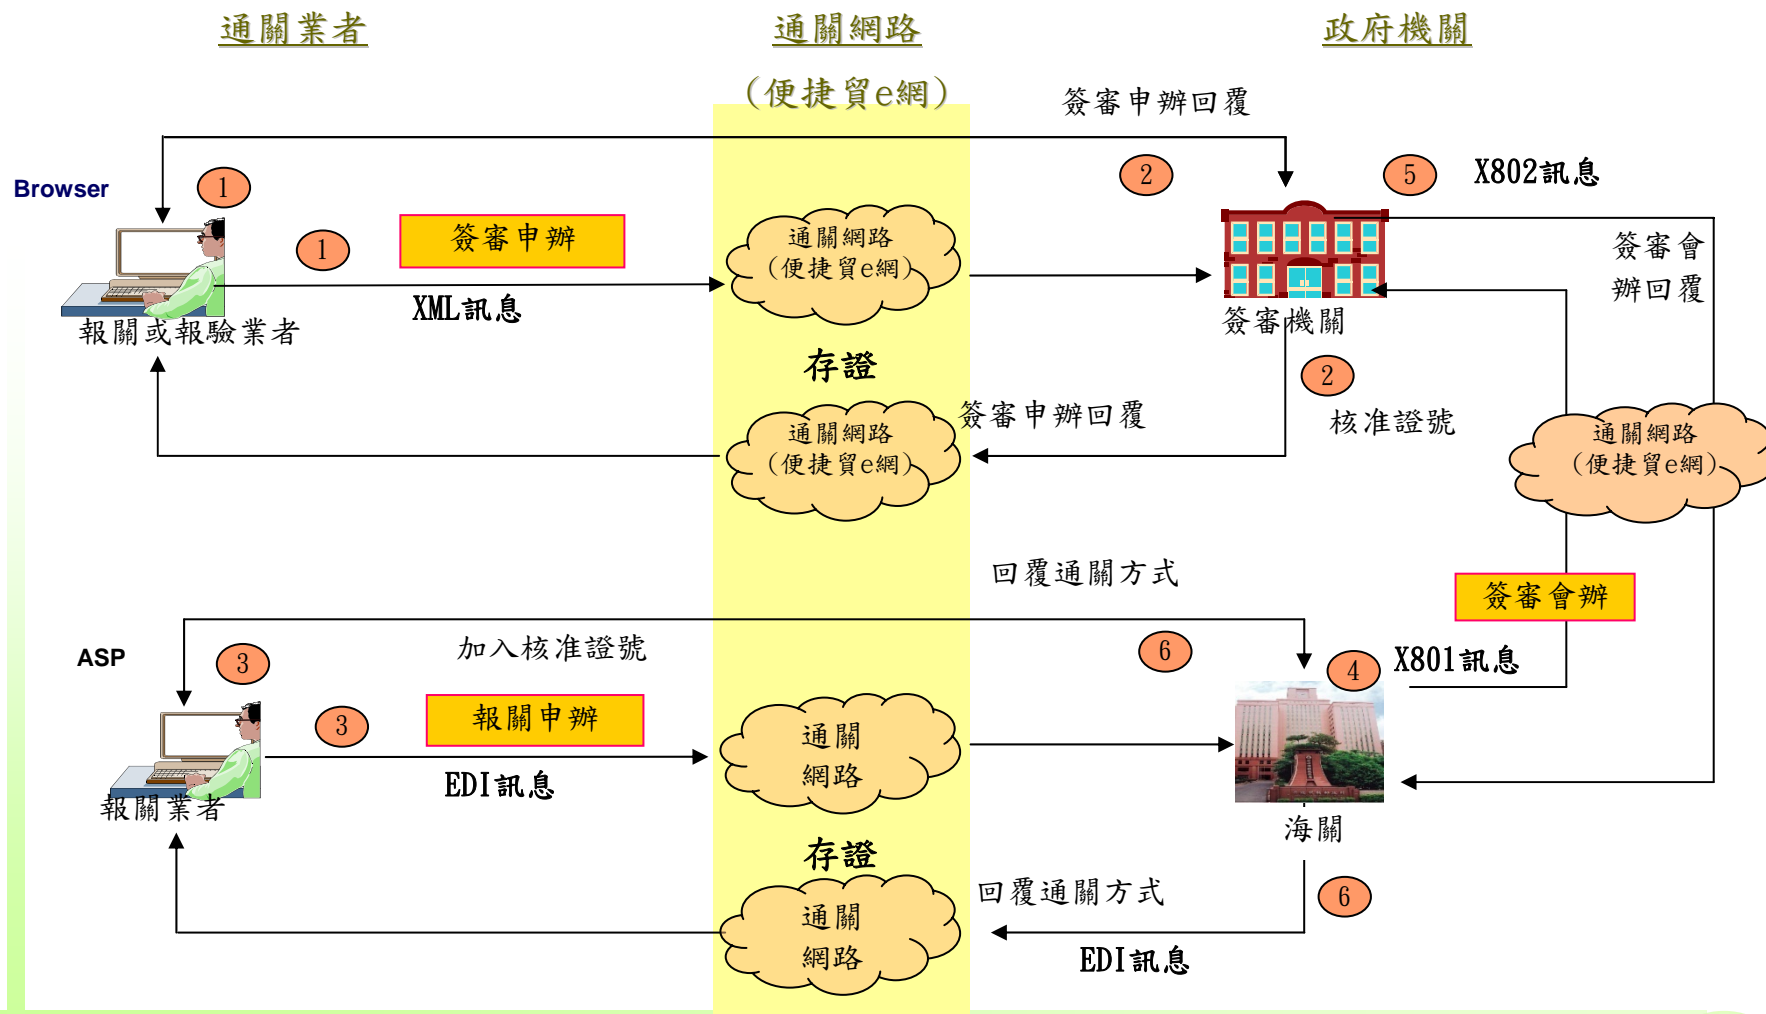 通關業者
通關網路
政府機關
(便捷貿e網)
簽審申辦回覆
Browser
1
2
5
X802訊息
1
簽審申辦
通關網路
(便捷貿e網)
簽審會
辦回覆
XML訊息
報關或報驗業者
簽審機關
存證
2
核准證號
簽審申辦回覆
通關網路
(便捷貿e網)
通關網路
(便捷貿e網)
回覆通關方式
簽審會辦
ASP
3
加入核准證號
6
4
X801訊息
3
報關申辦
通關
網路
EDI訊息
報關業者
海關
存證
回覆通關方式
6
通關
網路
EDI訊息